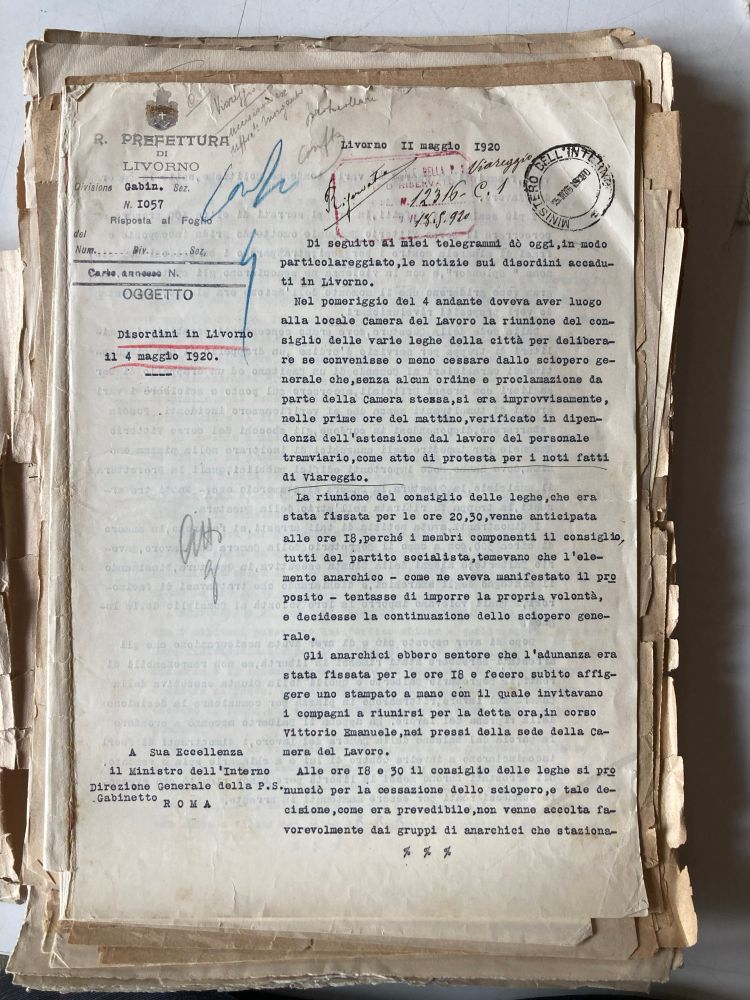 Viareggio
R. PREFETTURA
DI
LIVORNO
Divisione Gabin. Sez.
N. I057
Risposta al Foglio
del
Num. Div. Sez.
Carte annesse N.
OGGETTO
Disordini in Livorno
il 4 maggio I920.
Livorno II maggio I920
Riservata
Viareggio
N. 12316 - C. 1
18.5.920
MINISTERO DELL'INTERNO
Di seguito ai miei telegrammi dò oggi,in modo
particolareggiato,le notizie sui disordini accadu-
ti in Livorno.
Nel pomeriggio del 4 andante doveva aver luogo
alla locale Camera del Lavoro la riunione del con-
siglio delle varie leghe della città per delibera-
re se convenisse o meno cessare dallo sciopero ge-
nerale che,senza alcun ordine e proclamazione da
parte della Camera stessa,si era improvvisamente,
nelle prime ore del mattino,verificato in dipen-
denza dell'astensione dal lavoro del personale
tramviario,come atto di protesta per i noti fatti
di Viareggio.
La riunione del consiglio delle leghe,che era
stata fissata per le ore 20,30,venne anticipata
alle ore I8,perché i membri componenti il consiglio,
tutti del partito socialista,temevano che l'ele-
mento anarchico - come ne aveva manifestato il pro
posito - tentasse di imporre la propria volontà,
e decidesse la continuazione dello sciopero gene-
rale.
Gli anarchici ebbero sentore che l'adunanza era
stata fissata per le ore I8 e fecero subito affig-
gere uno stampato a mano con il quale invitavano
i compagni a riunirsi per la detta ora,in corso
Vittorio Emanuele,nei pressi della sede della Ca-
mera del Lavoro.
Alle ore I8 e 30 il consiglio delle leghe si pro
nunciò per la cessazione dello sciopero,e tale de-
cisione,come era prevedibile,non venne accolta fa-
vorevolmente dai gruppi di anarchici che staziona-
% % %
A Sua Eccellenza
il Ministro dell'Interno
Direzione Generale della P.S.
Gabinetto
ROMA